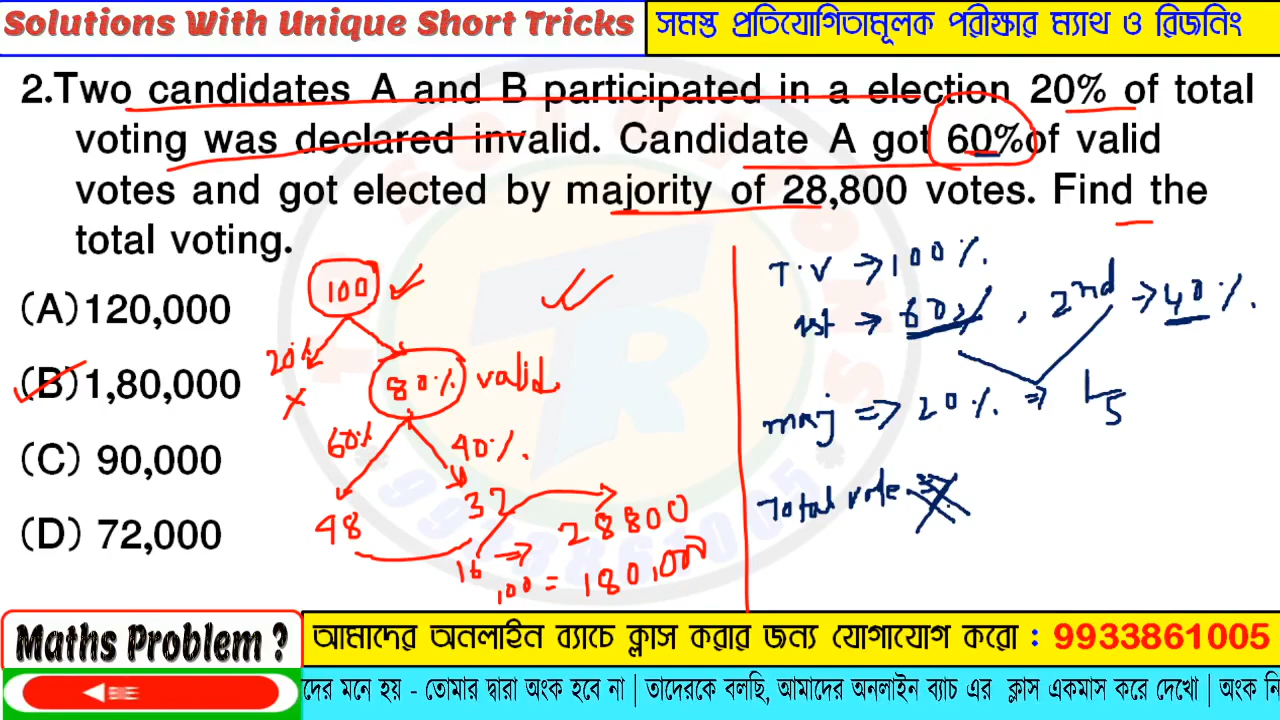 Solutions With Unique Short Tricks
সমস্ত প্রতিযোগিতামূলক পরীক্ষার ম্যাথ ও রিজনিং
2.Two candidates A and B participated in a election 20% of total
voting was declared invalid. Candidate A got 60%of valid
votes and got elected by majority of 28,800 votes. Find the
total voting.
(A) 120,000
(B) 1,80,000
(C) 90,000
(D) 72,000
100
20%
80% valid
60% 40%
48 32
16 → 28800
100 = 180,000
T.V → 100%
1st → 60% , 2nd → 40%.
maj => 20% => 1/5
Total vote =>
Maths Problem ?
আমাদের অনলাইন ব্যাচে ক্লাস করার জন্য যোগাযোগ করো : 9933861005
দের মনে হয় - তোমার দ্বারা অংক হবে না | তাদেরকে বলছি, আমাদের অনলাইন ব্যাচ এর ক্লাস একমাস করে দেখো | অংক নি